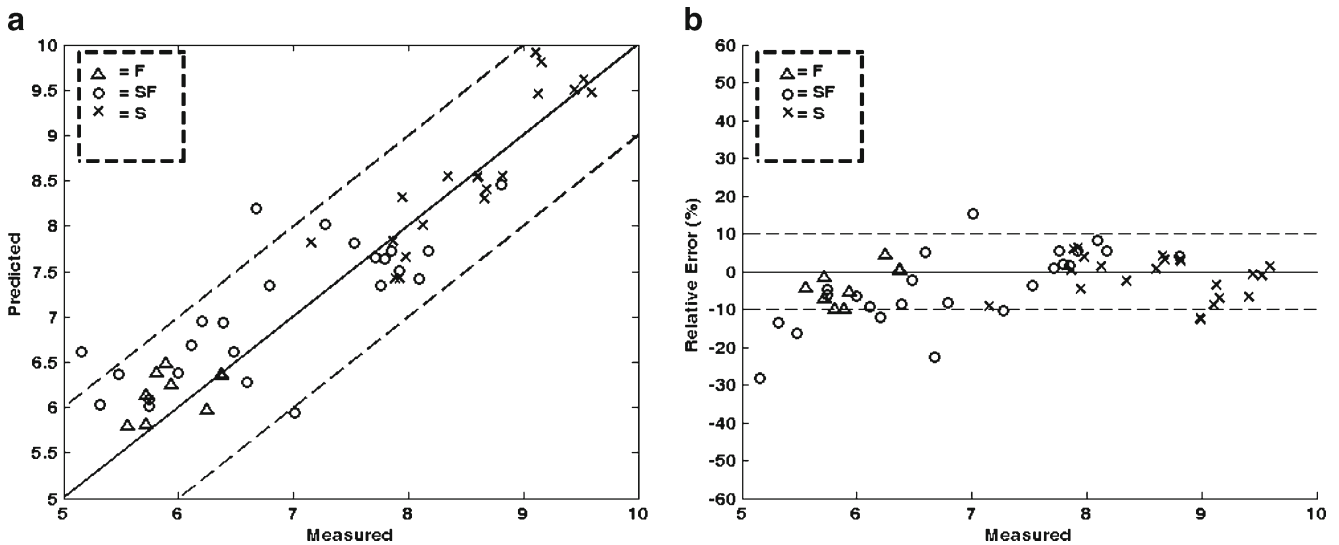 a
10
9.5
9
8.5
8
7.5
7
6.5
6
5.5
5
5 6 7 8 9 10
Predicted
Measured
= F
= SF
= S
b
60
50
40
30
20
10
0
-10
-20
-30
-40
-50
-60
5 6 7 8 9 10
Relative Error (%)
Measured
= F
= SF
= S